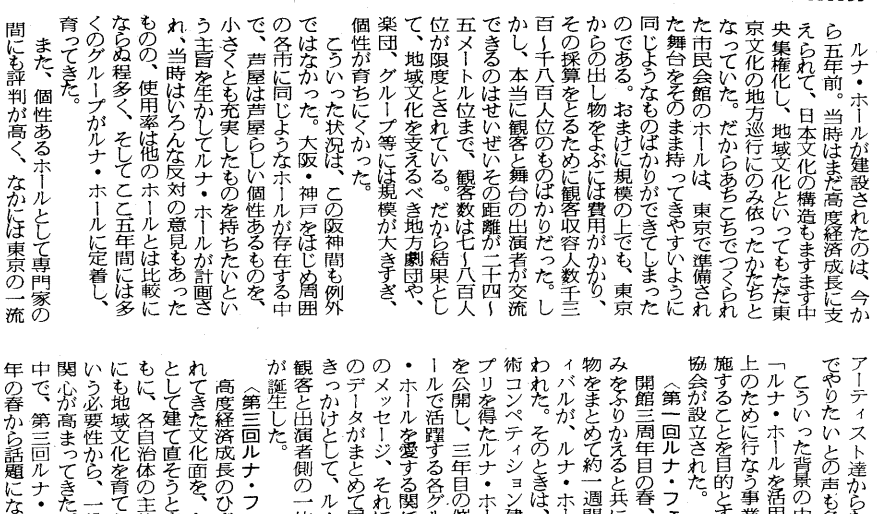 ルナ・ホールが建設されたのは、今か
ら五年前。当時はまだ高度経済成長に支
えられて、日本文化の構造もますます中
央集権化し、地域文化といってもただ東
京文化の地方巡行にのみ依ったかたちと
なっていた。だからあちこちでつくられ
た市民会館のホールは、東京で準備され
た舞台をそのまま持ってきやすいように
同じようなものばかりができてしまった
のである。おまけに規模の上でも、東京
からの出し物をよぶには費用がかかり、
その採算をとるために観客収容人数千三
百〜千八百人位のものばかりだった。し
かし、本当に観客と舞台の出演者が交流
できるのはせいぜいその距離が二十四〜
五メートル位まで、観客数は七〜八百人
位が限度とされている。だから結果とし
て、地域文化を支えるべき地方劇団や、
楽団、グループ等には規模が大きすぎ、
個性が育ちにくかった。
こういった状況は、この阪神間も例外
ではなかった。大阪・神戸をはじめ周囲
の各市に同じようなホールが存在する中
で、芦屋は芦屋らしい個性あるものを、
小さくとも充実したものを持ちたいとい
う主旨を生かしてルナ・ホールが計画さ
れ、当時はいろんな反対の意見もあった
ものの、使用率は他のホールとは比較に
ならぬ程多く、そしてここ五年間には多
くのグループがルナ・ホールに定着し、
育ってきた。
また、個性あるホールとして専門家の
間にも評判が高く、なかには東京の一流
アーティスト達から
でやりたいとの声も
こういった背景の中
「ルナ・ホールを活用
上のために行なう事業
施することを目的とす
協会が設立された。
〈第一回ルナ・フ
開館三周年目の春、
みをふりかえると共に
物をまとめて約一週間
ィバルが、ルナ・ホー
われた。そのときは、
術コンペティション建
プリを得たルナ・ホー
を公開し、三年目の催
ールで活躍する各グル
・ホールを愛する関係
のメッセージ、それに
のデータがまとめて展
きっかけとして、ルナ
観客と出演者側の一体
が誕生した。
〈第三回ルナ・フ
高度経済成長のひ
れてきた文化面を、
として建て直そうと
もに、各自治体の主
にも地域文化を育て
いう必要性から、一
関心が高まってきた
中で、第三回ルナ・
年の春から話題にな